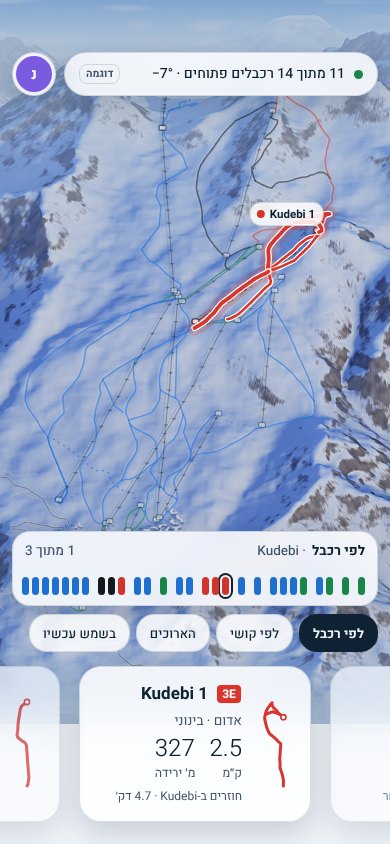 11 מתוך 14 רכבלים פתוחים · ‎−7°
דוגמה
נ
Kudebi 1
לפי רכבל · Kudebi
1 מתוך 3
לפי רכבל
לפי קושי
הארוכים
בשמש עכשיו
Kudebi 1 3E
אדום · בינוני
2.5 327
ק״מ מ׳ ירידה
חוזרים ב-Kudebi · 4.7 דק׳